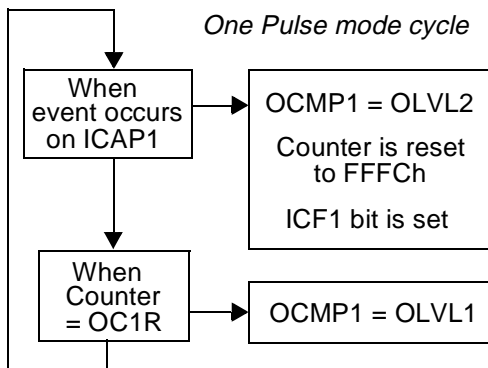 One Pulse mode cycle
When
event occurs
on ICAP1
OCMP1 = OLVL2
Counter is reset
to FFFCh
ICF1 bit is set
When
Counter
= OC1R
OCMP1 = OLVL1